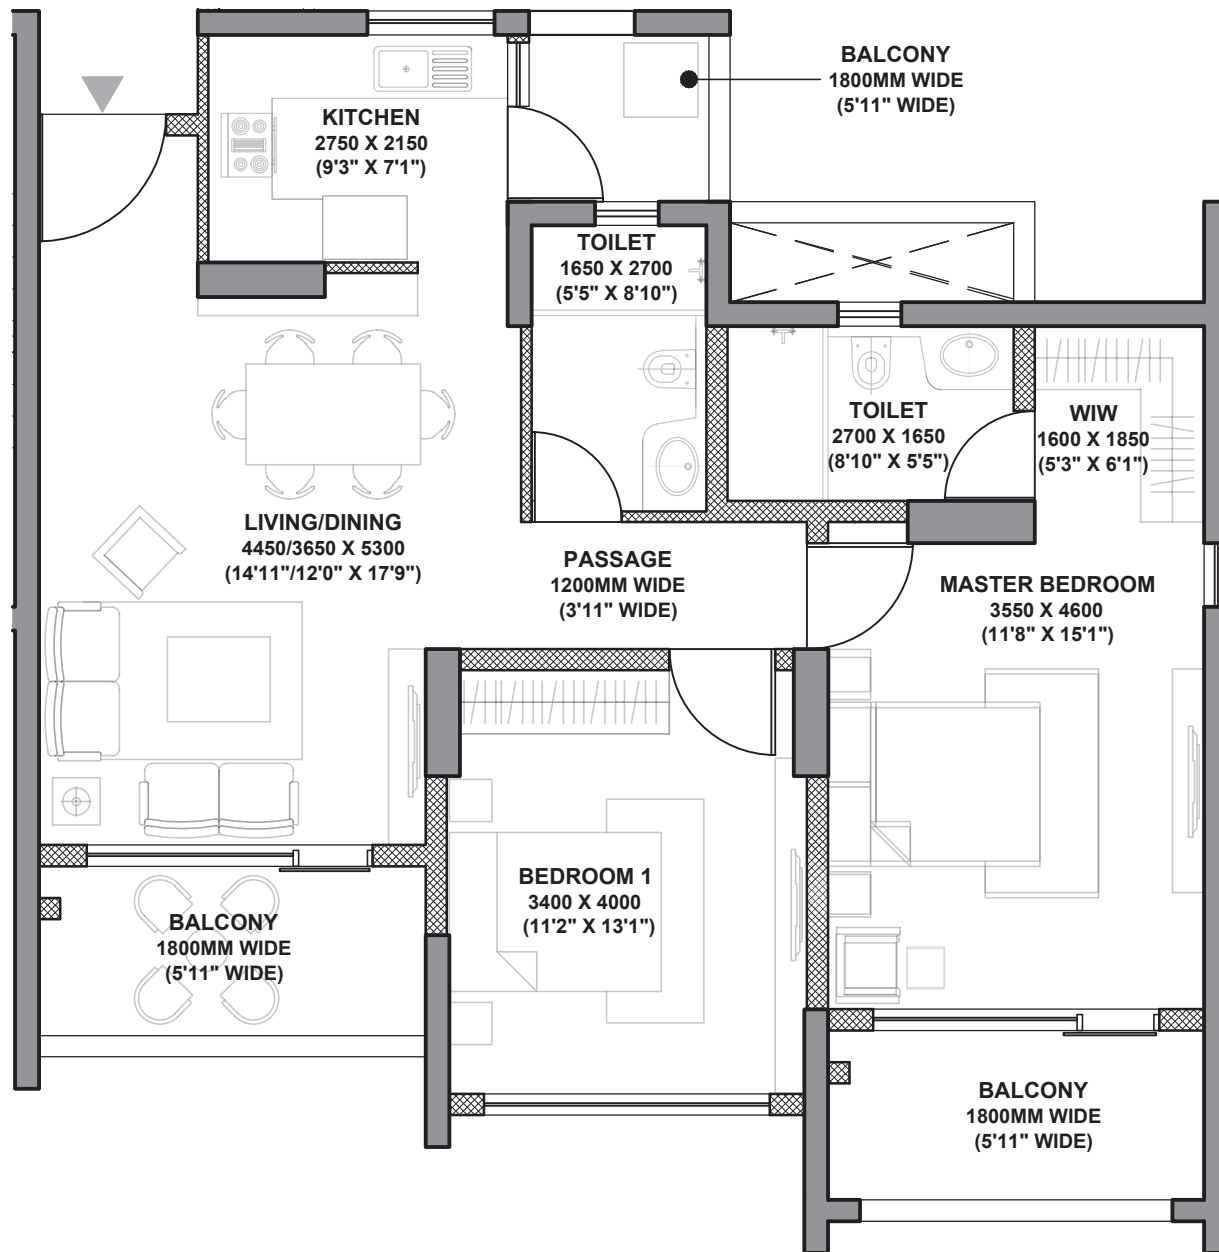 BALCONY
1800MM WIDE
(5'11" WIDE)
KITCHEN
2750 X 2150
(9'3" X 7'1")
TOILET
1650 X 2700
(5'5" X 8'10")
TOILET
2700 X 1650
(8'10" X 5'5")
WIW
1600 X 1850
(5'3" X 6'1")
LIVING/DINING
4450/3650 X 5300
(14'11"/12'0" X 17'9")
PASSAGE
1200MM WIDE
(3'11" WIDE)
MASTER BEDROOM
3550 X 4600
(11'8" X 15'1")
BEDROOM 1
3400 X 4000
(11'2" X 13'1")
BALCONY
1800MM WIDE
(5'11" WIDE)
BALCONY
1800MM WIDE
(5'11" WIDE)